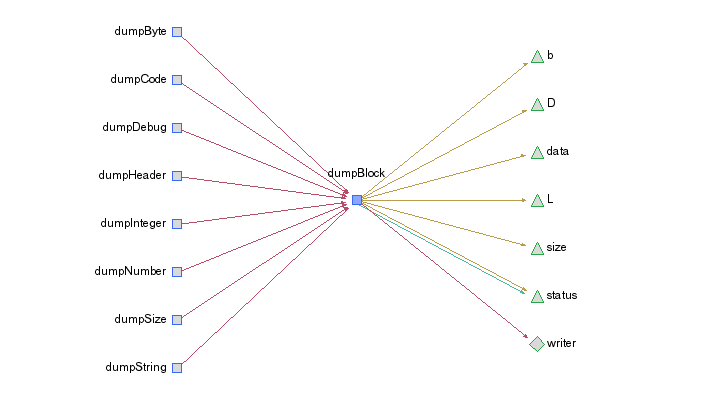 dumpByte
dumpCode
dumpDebug
dumpHeader
dumpInteger
dumpNumber
dumpSize
dumpString
dumpBlock
b
D
data
L
size
status
writer